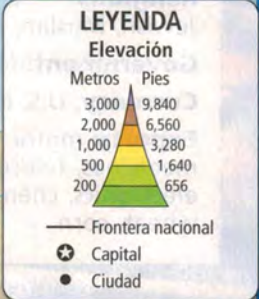 LEYENDA
Elevación
Metros Pies
3,000 9,840
2,000 6,560
1,000 3,280
500 1,640
200 656
Frontera nacional
Capital
Ciudad